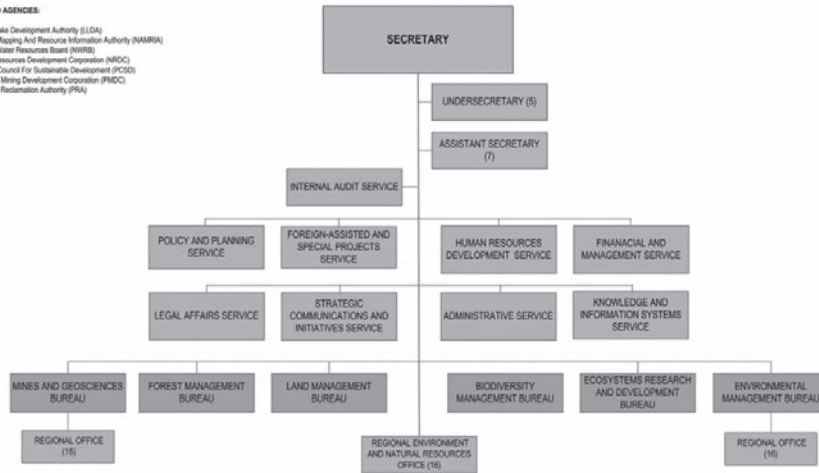 AGENCIES:
ake Development Authority (LLDA)
Mapping And Resource Information Authority (NAMRIA)
Water Resources Board (NWRB)
esources Development Corporation (NRDC)
Council For Sustainable Development (PCSD)
Mining Development Corporation (PMDC)
Reclamation Authority (PRA)
SECRETARY
UNDERSECRETARY (5)
ASSISTANT SECRETARY
(7)
INTERNAL AUDIT SERVICE
POLICY AND PLANNING
SERVICE
FOREIGN-ASSISTED AND
SPECIAL PROJECTS
SERVICE
HUMAN RESOURCES
DEVELOPMENT SERVICE
FINANACIAL AND
MANAGEMENT SERVICE
LEGAL AFFAIRS SERVICE
STRATEGIC
COMMUNICATIONS AND
INITIATIVES SERVICE
ADMINISTRATIVE SERVICE
KNOWLEDGE AND
INFORMATION SYSTEMS
SERVICE
MINES AND GEOSCIENCES
BUREAU
FOREST MANAGEMENT
BUREAU
LAND MANAGEMENT
BUREAU
BIODIVERSITY
MANAGEMENT BUREAU
ECOSYSTEMS RESEARCH
AND DEVELOPMENT
BUREAU
ENVIRONMENTAL
MANAGEMENT BUREAU
REGIONAL OFFICE
(15)
REGIONAL ENVIRONMENT
AND NATURAL RESOURCES
OFFICE (16)
REGIONAL OFFICE
(16)